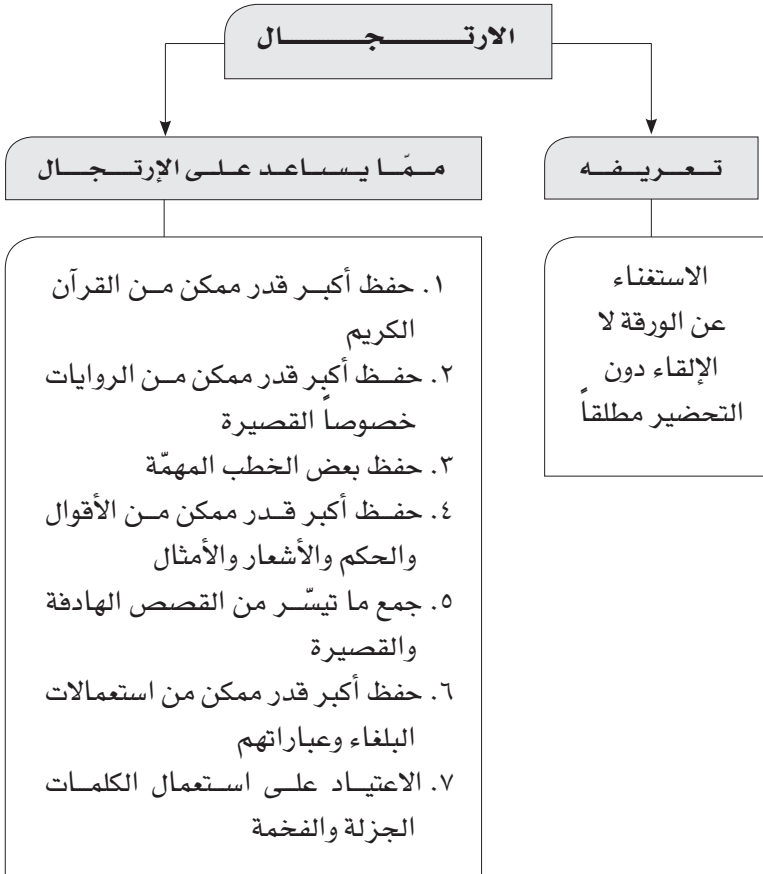 الارتجال
تعريفه
الاستغناء
عن الورقة لا
الإلقاء دون
التحضير مطلقاً
ممّا يساعد على الإرتجال
١. حفظ أكبر قدر ممكن من القرآن
الكريم
٢. حفظ أكبر قدر ممكن من الروايات
خصوصاً القصيرة
٣. حفظ بعض الخطب المهمّة
٤. حفظ أكبر قدر ممكن من الأقوال
والحكم والأشعار والأمثال
٥. جمع ما تيسّر من القصص الهادفة
والقصيرة
٦. حفظ أكبر قدر ممكن من استعمالات
البلغاء وعباراتهم
٧. الاعتياد على استعمال الكلمات
الجزلة والفخمة